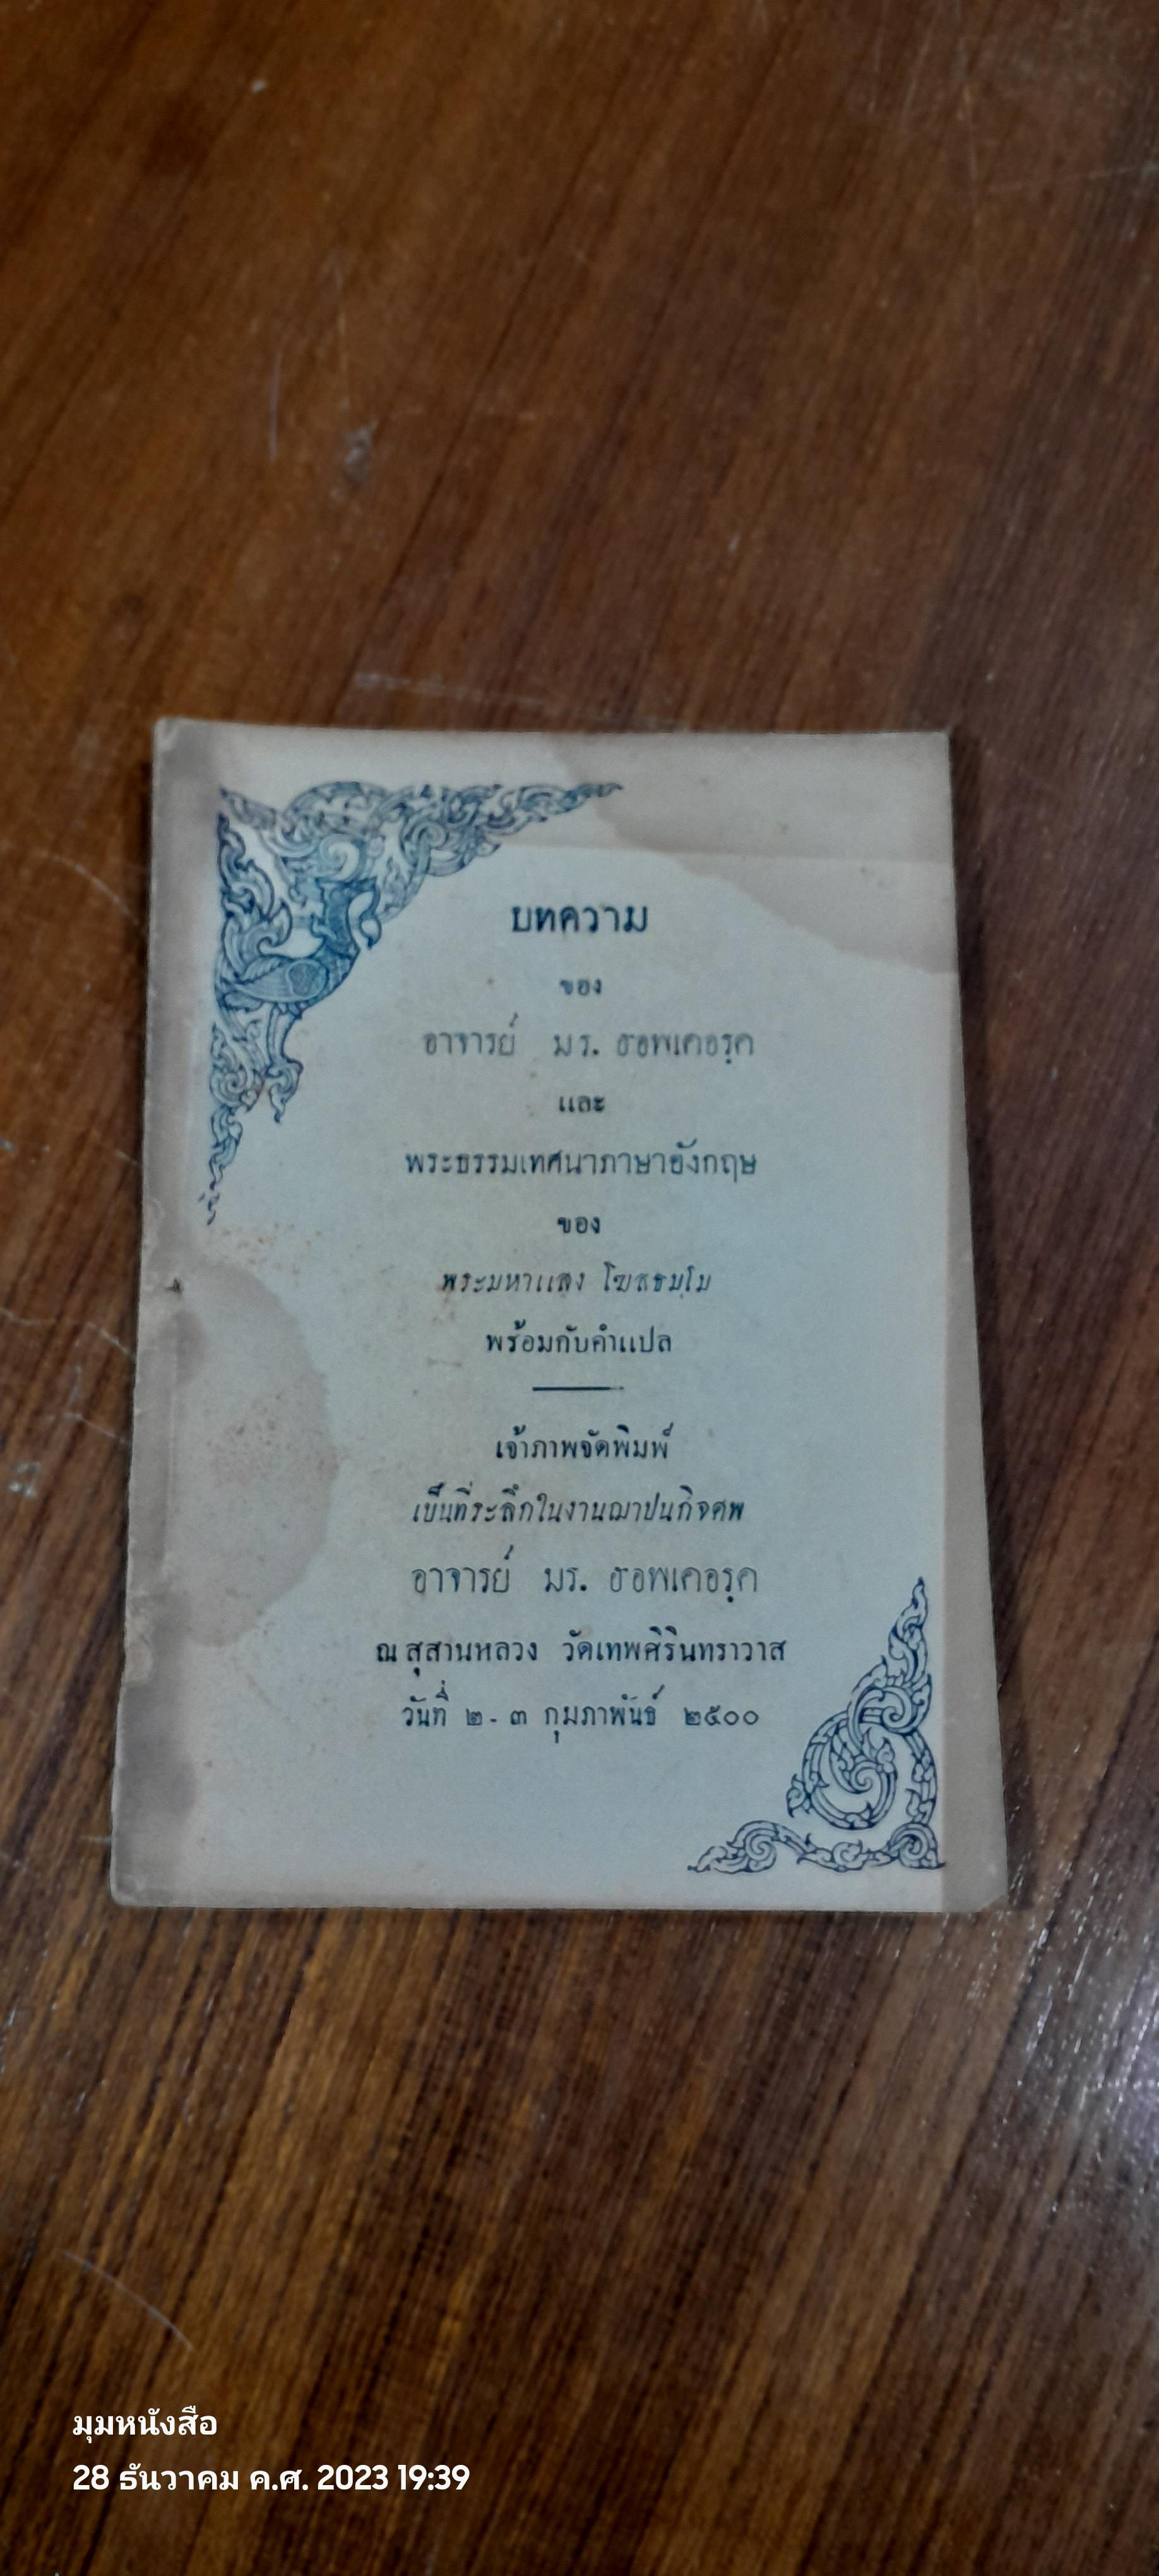 บทความ
ของ
อาจารย์ มร. ฮอพเคอรฺค
และ
พระธรรมเทศนาภาษาอังกฤษ
ของ
พระมหาแสง โฆสธมฺโม
พร้อมกับคำแปล
เจ้าภาพจัดพิมพ์
เป็นที่ระลึกในงานฌาปนกิจศพ
อาจารย์ มร. ฮอพเคอรฺค
ณ สุสานหลวง วัดเทพศิรินทราวาส
วันที่ ๒ - ๓ กุมภาพันธ์ ๒๕๐๐
มุมหนังสือ
28 ธันวาคม ค.ศ. 2023 19:39